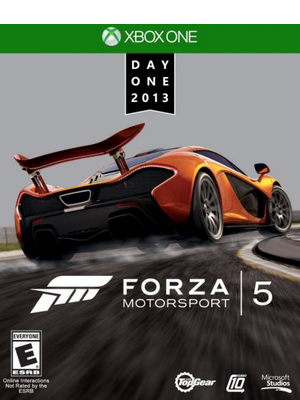 XBOX ONE
DAY
ONE
2013
FORZA
MOTORSPORT
5
EVERYONE
E
ESRB
Online Interactions
Not Rated by the
ESRB
TopGear
10
Microsoft
Studios